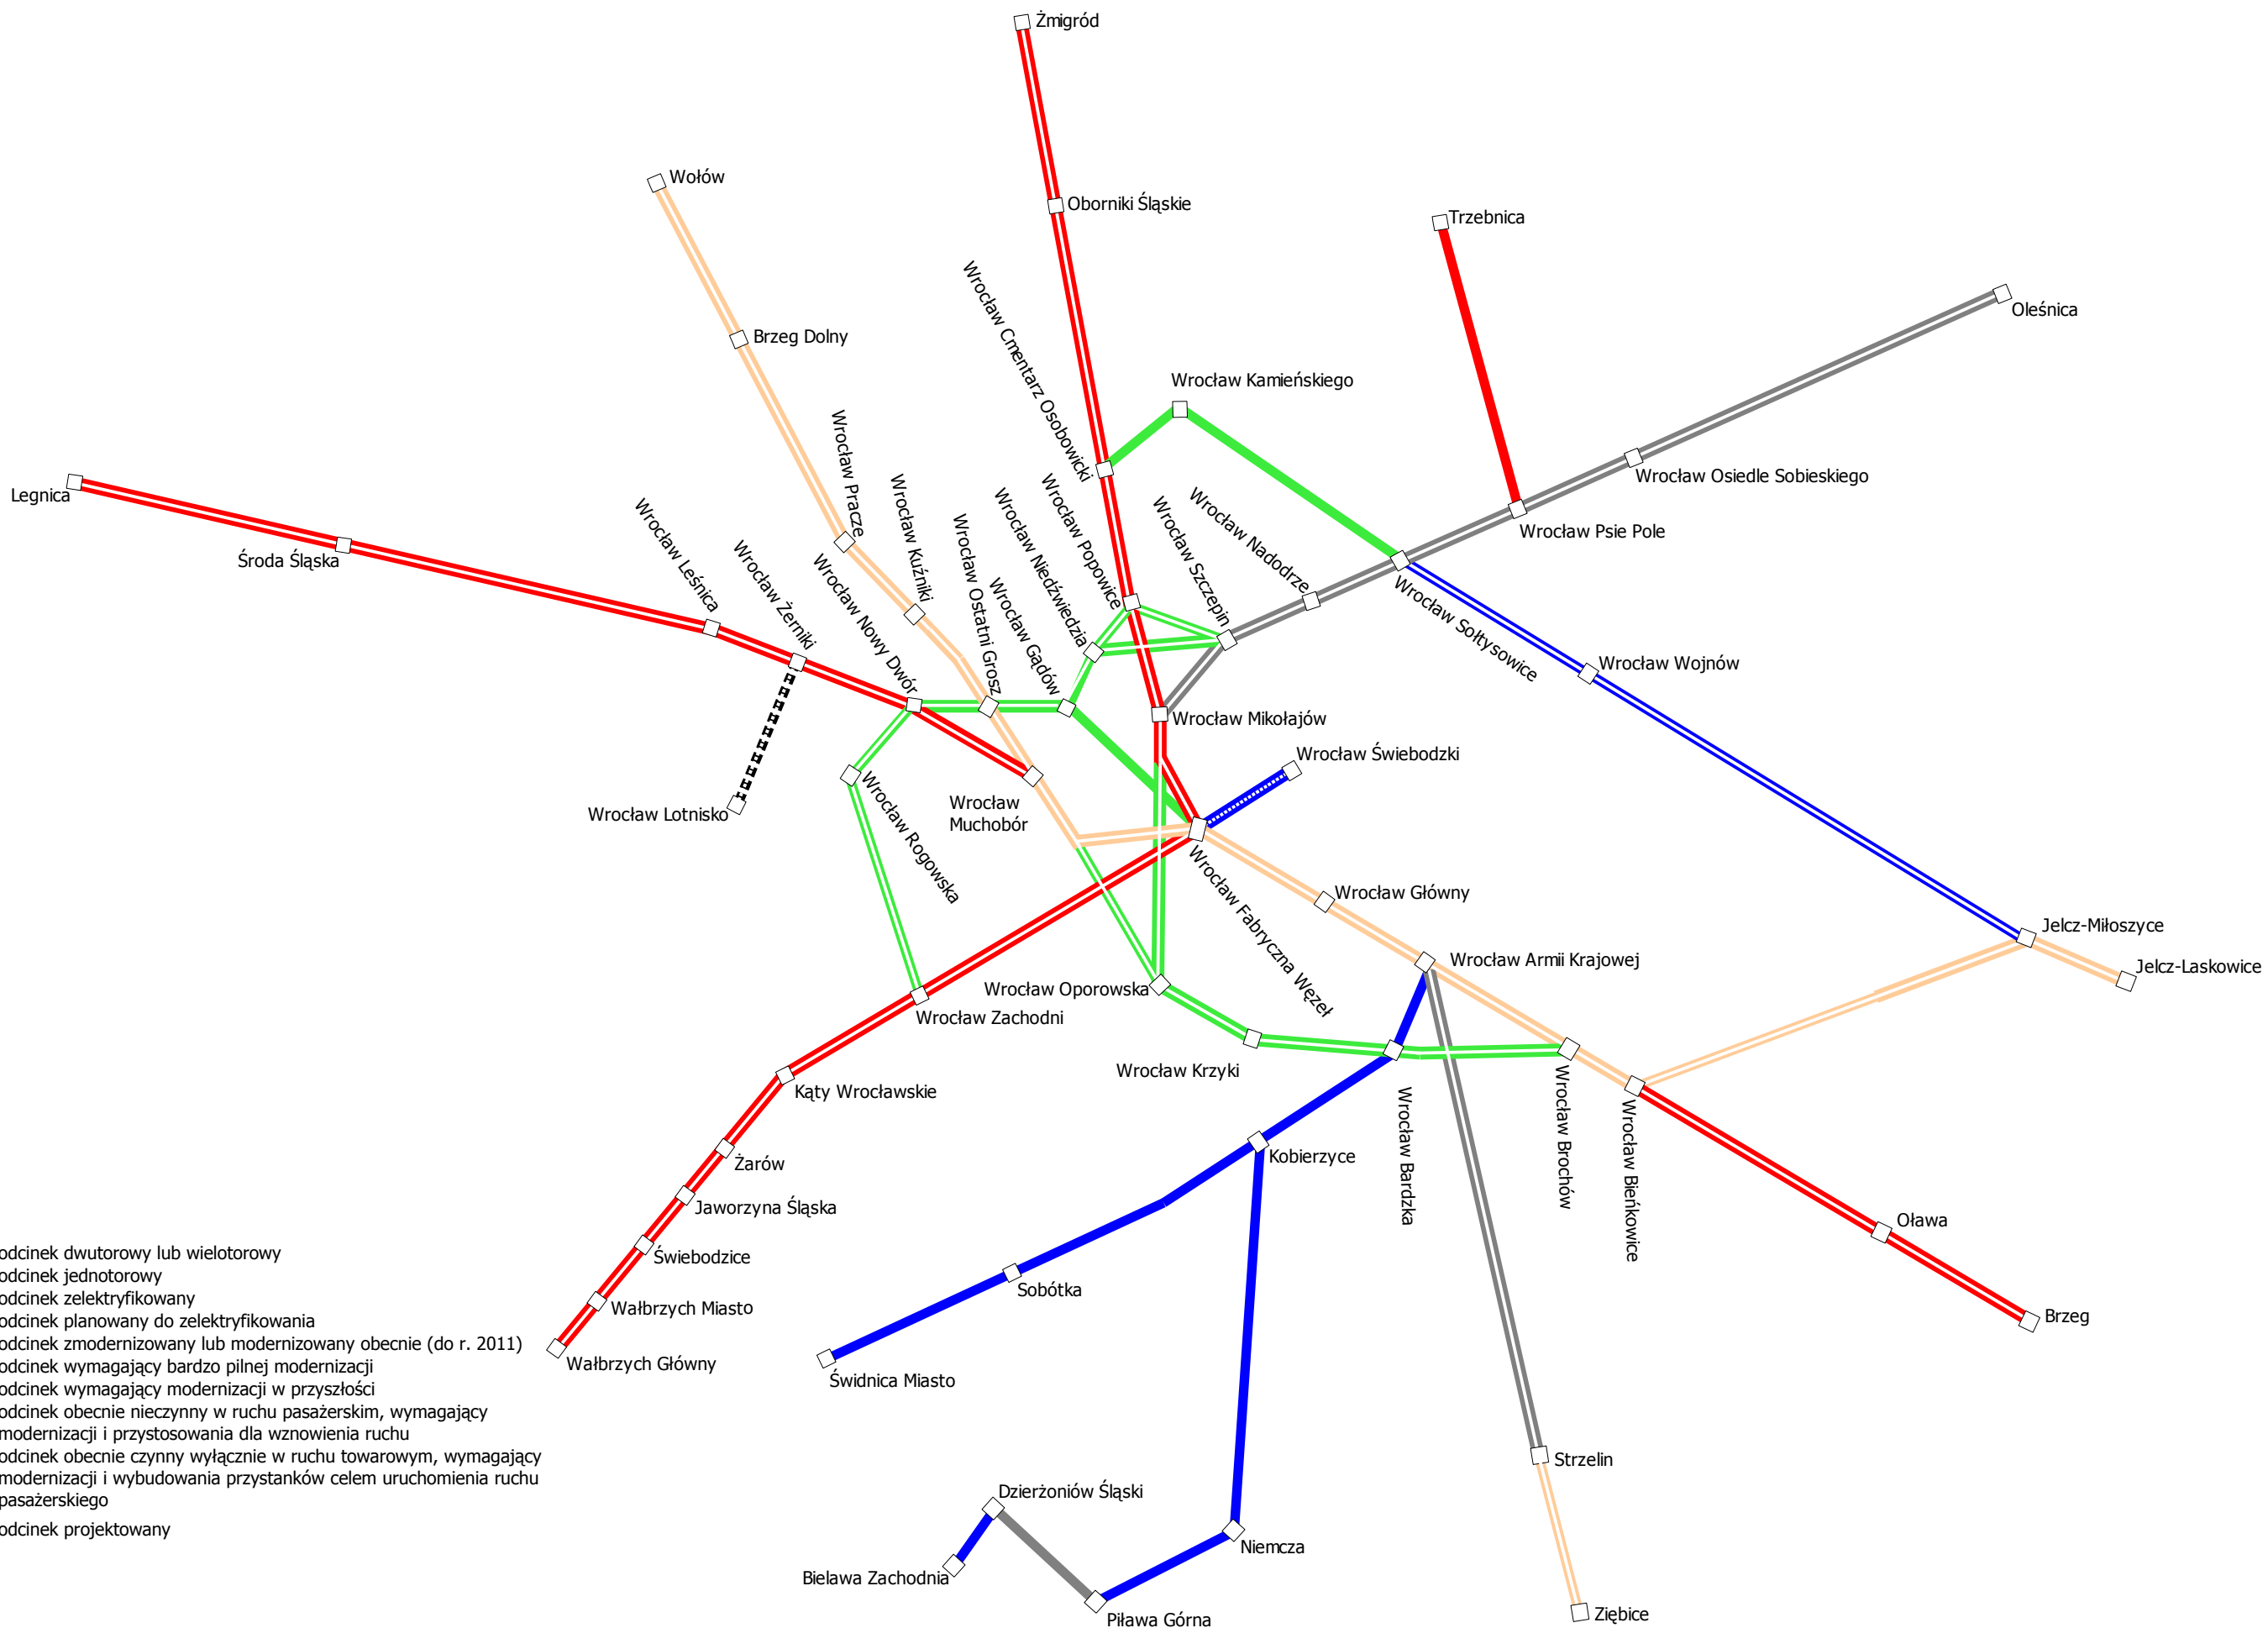 Żmigród
Wołów
Oborniki Śląskie
Trzebnica
Oleśnica
Brzeg Dolny
Wrocław Cmentarz Osobowicki
Wrocław Kamieńskiego
Wrocław Pracze
Wrocław Kuźniki
Wrocław Osiedle Sobieskiego
Legnica
Wrocław Popowice
Wrocław Niedźwiedzia
Wrocław Szczepin
Wrocław Nadodrze
Wrocław Psie Pole
Środa Śląska
Wrocław Leśnica
Wrocław Żerniki
Wrocław Nowy Dwór
Wrocław Ostatni Grosz
Wrocław Gądów
Wrocław Sołtysowice
Wrocław Wojnów
Wrocław Mikołajów
Wrocław Świebodzki
Wrocław Lotnisko
Wrocław
Muchobór
Wrocław Rogowska
Wrocław Fabryczna Węzeł
Wrocław Główny
Jelcz-Miłoszyce
Wrocław Armii Krajowej
Jelcz-Laskowice
Wrocław Oporowska
Wrocław Zachodni
Wrocław Krzyki
Kąty Wrocławskie
Wrocław Bardzka
Wrocław Brochów
Wrocław Bieńkowice
Żarów
Kobierzyce
Jaworzyna Śląska
Oława
Świebodzice
Sobótka
Wałbrzych Miasto
Brzeg
Wałbrzych Główny
Świdnica Miasto
Strzelin
Dzierżoniów Śląski
Niemcza
Bielawa Zachodnia
Piława Górna
Ziębice
odcinek dwutorowy lub wielotorowy
odcinek jednotorowy
odcinek zelektryfikowany
odcinek planowany do zelektryfikowania
odcinek zmodernizowany lub modernizowany obecnie (do r. 2011)
odcinek wymagający bardzo pilnej modernizacji
odcinek wymagający modernizacji w przyszłości
odcinek obecnie nieczynny w ruchu pasażerskim, wymagający
modernizacji i przystosowania dla wznowienia ruchu
odcinek obecnie czynny wyłącznie w ruchu towarowym, wymagający
modernizacji i wybudowania przystanków celem uruchomienia ruchu
pasażerskiego
odcinek projektowany